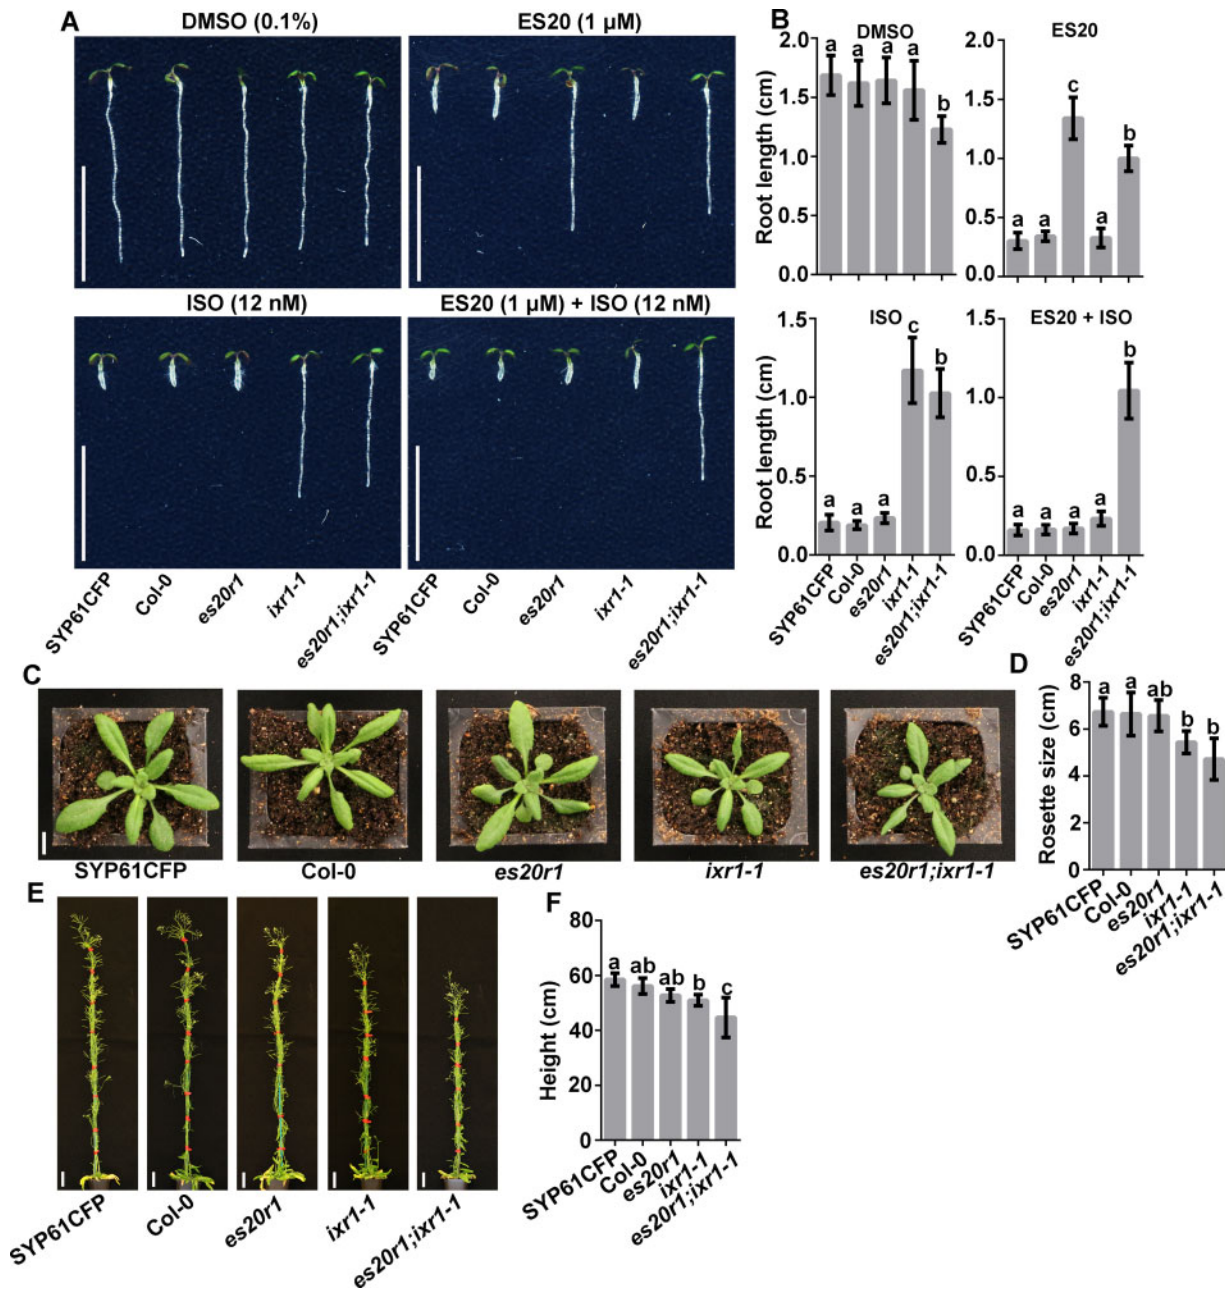 A
DMSO (0.1%)
ES20 (1 µM)
ISO (12 nM)
ES20 (1 µM) + ISO (12 nM)
SYP61CFP
Col-0
es20r1
ixr1-1
es20r1;ixr1-1
SYP61CFP
Col-0
es20r1
ixr1-1
es20r1;ixr1-1
B
DMSO
Root length (cm)
2.0
1.5
1.0
0.5
0.0
a
a
a
a
b
ES20
2.0
1.5
1.0
0.5
0.0
a
a
c
a
b
ISO
Root length (cm)
1.5
1.0
0.5
0.0
a
a
a
c
b
SYP61CFP
Col-0
es20r1
ixr1-1
es20r1;ixr1-1
ES20 + ISO
1.5
1.0
0.5
0.0
a
a
a
a
b
SYP61CFP
Col-0
es20r1
ixr1-1
es20r1;ixr1-1
C
SYP61CFP
Col-0
es20r1
ixr1-1
es20r1;ixr1-1
D
Rosette size (cm)
8
6
4
2
0
a
a
ab
b
b
SYP61CFP
Col-0
es20r1
ixr1-1
es20r1;ixr1-1
E
SYP61CFP
Col-0
es20r1
ixr1-1
es20r1;ixr1-1
F
Height (cm)
80
60
40
20
0
a
ab
ab
b
c
SYP61CFP
Col-0
es20r1
ixr1-1
es20r1;ixr1-1